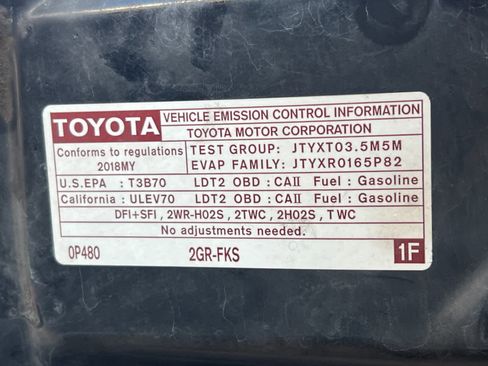 TOYOTA VEHICLE EMISSION CONTROL INFORMATION
TOYOTA MOTOR CORPORATION
Conforms to regulations TEST GROUP: JTYXT03.5M5M
2018MY EVAP FAMILY: JTYXR0165P82
U.S.EPA : T3B70 LDT2 OBD : CAⅡ Fuel : Gasoline
California : ULEV70 LDT2 OBD : CAⅡ Fuel : Gasoline
DFI+SFI, 2WR-HO2S, 2TWC, 2HO2S, TWC
No adjustments needed.
0P480 2GR-FKS 1F